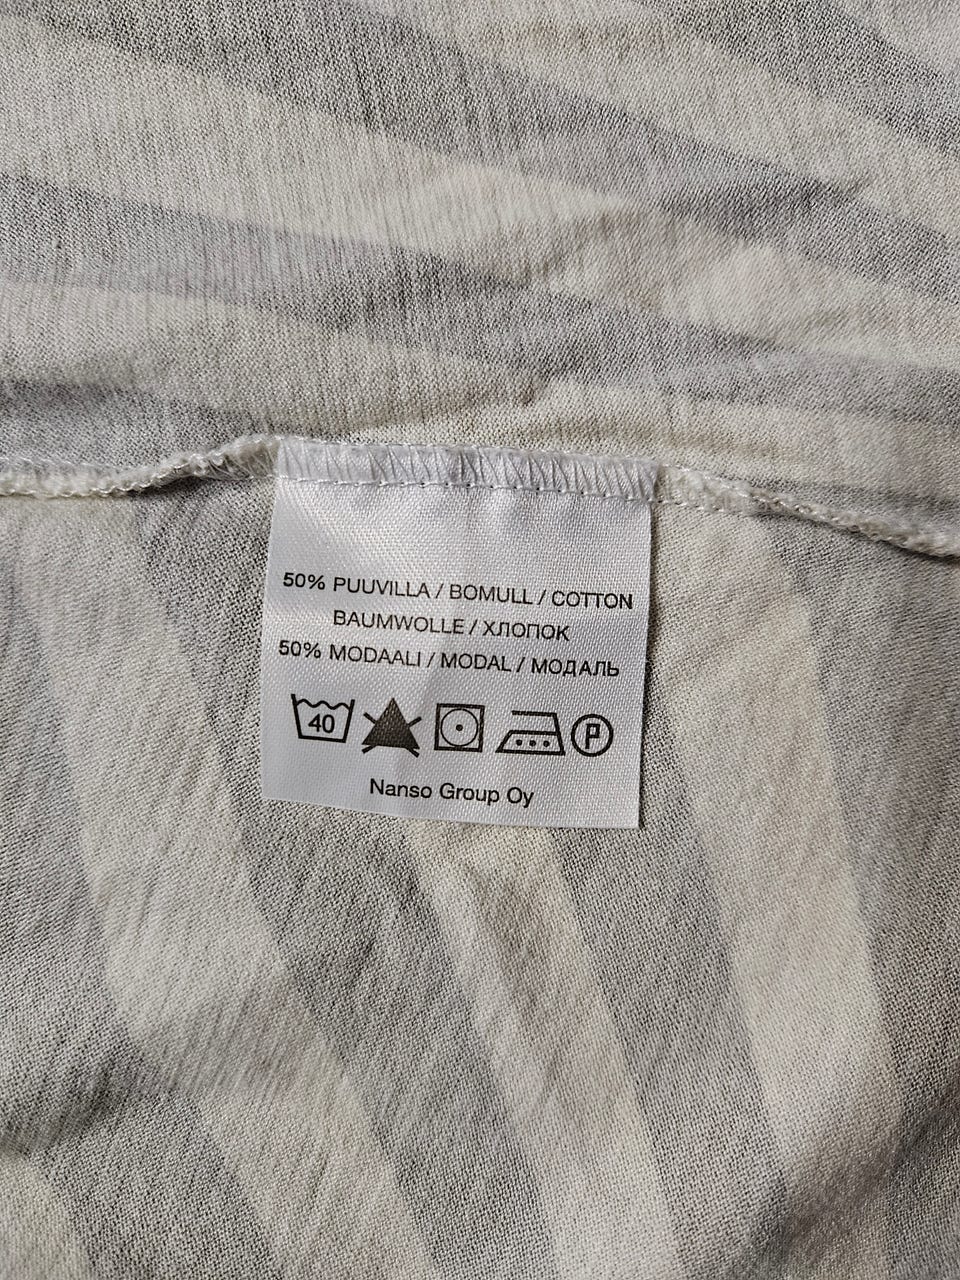 50% PUUVILLA / BOMULL / COTTON
BAUMWOLLE / ХЛОПОК
50% MODAALI / MODAL / МОДАЛЬ
40 P
Nanso Group Oy